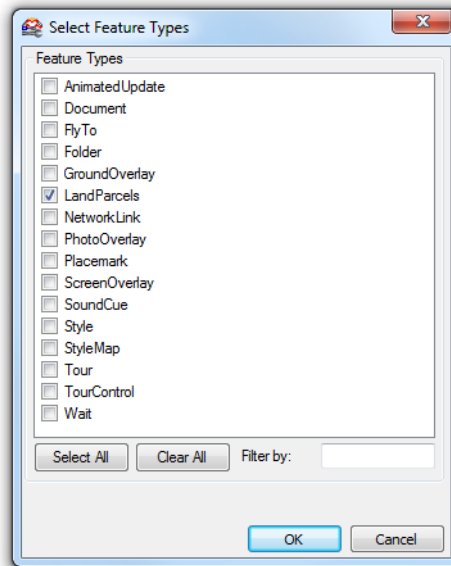 Select Feature Types
Feature Types
AnimatedUpdate
Document
FlyTo
Folder
GroundOverlay
LandParcels
NetworkLink
PhotoOverlay
Placemark
ScreenOverlay
SoundCue
Style
StyleMap
Tour
TourControl
Wait
Select All Clear All Filter by:
OK Cancel